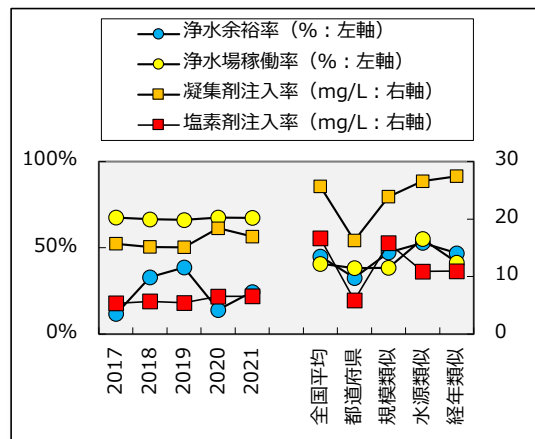 浄水余裕率（%：左軸）
浄水場稼働率（%：左軸）
凝集剤注入率（mg/L：右軸）
塩素剤注入率（mg/L：右軸）
100%
50%
0%
30
20
10
0
2017
2018
2019
2020
2021
全国平均
都道府県
規模類似
水源類似
経年類似